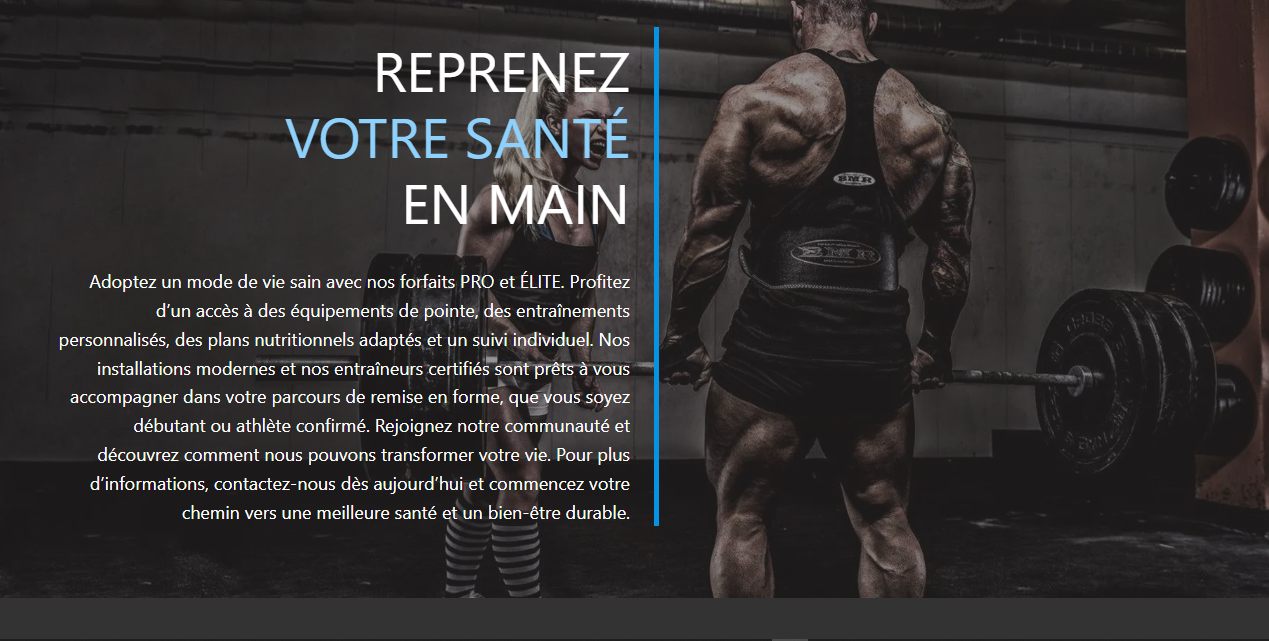 REPRENEZ
VOTRE SANTÉ
EN MAIN
Adoptez un mode de vie sain avec nos forfaits PRO et ÉLITE. Profitez
d’un accès à des équipements de pointe, des entraînements
personnalisés, des plans nutritionnels adaptés et un suivi individuel. Nos
installations modernes et nos entraîneurs certifiés sont prêts à vous
accompagner dans votre parcours de remise en forme, que vous soyez
débutant ou athlète confirmé. Rejoignez notre communauté et
découvrez comment nous pouvons transformer votre vie. Pour plus
d’informations, contactez-nous dès aujourd’hui et commencez votre
chemin vers une meilleure santé et un bien-être durable.
BMR
BMR